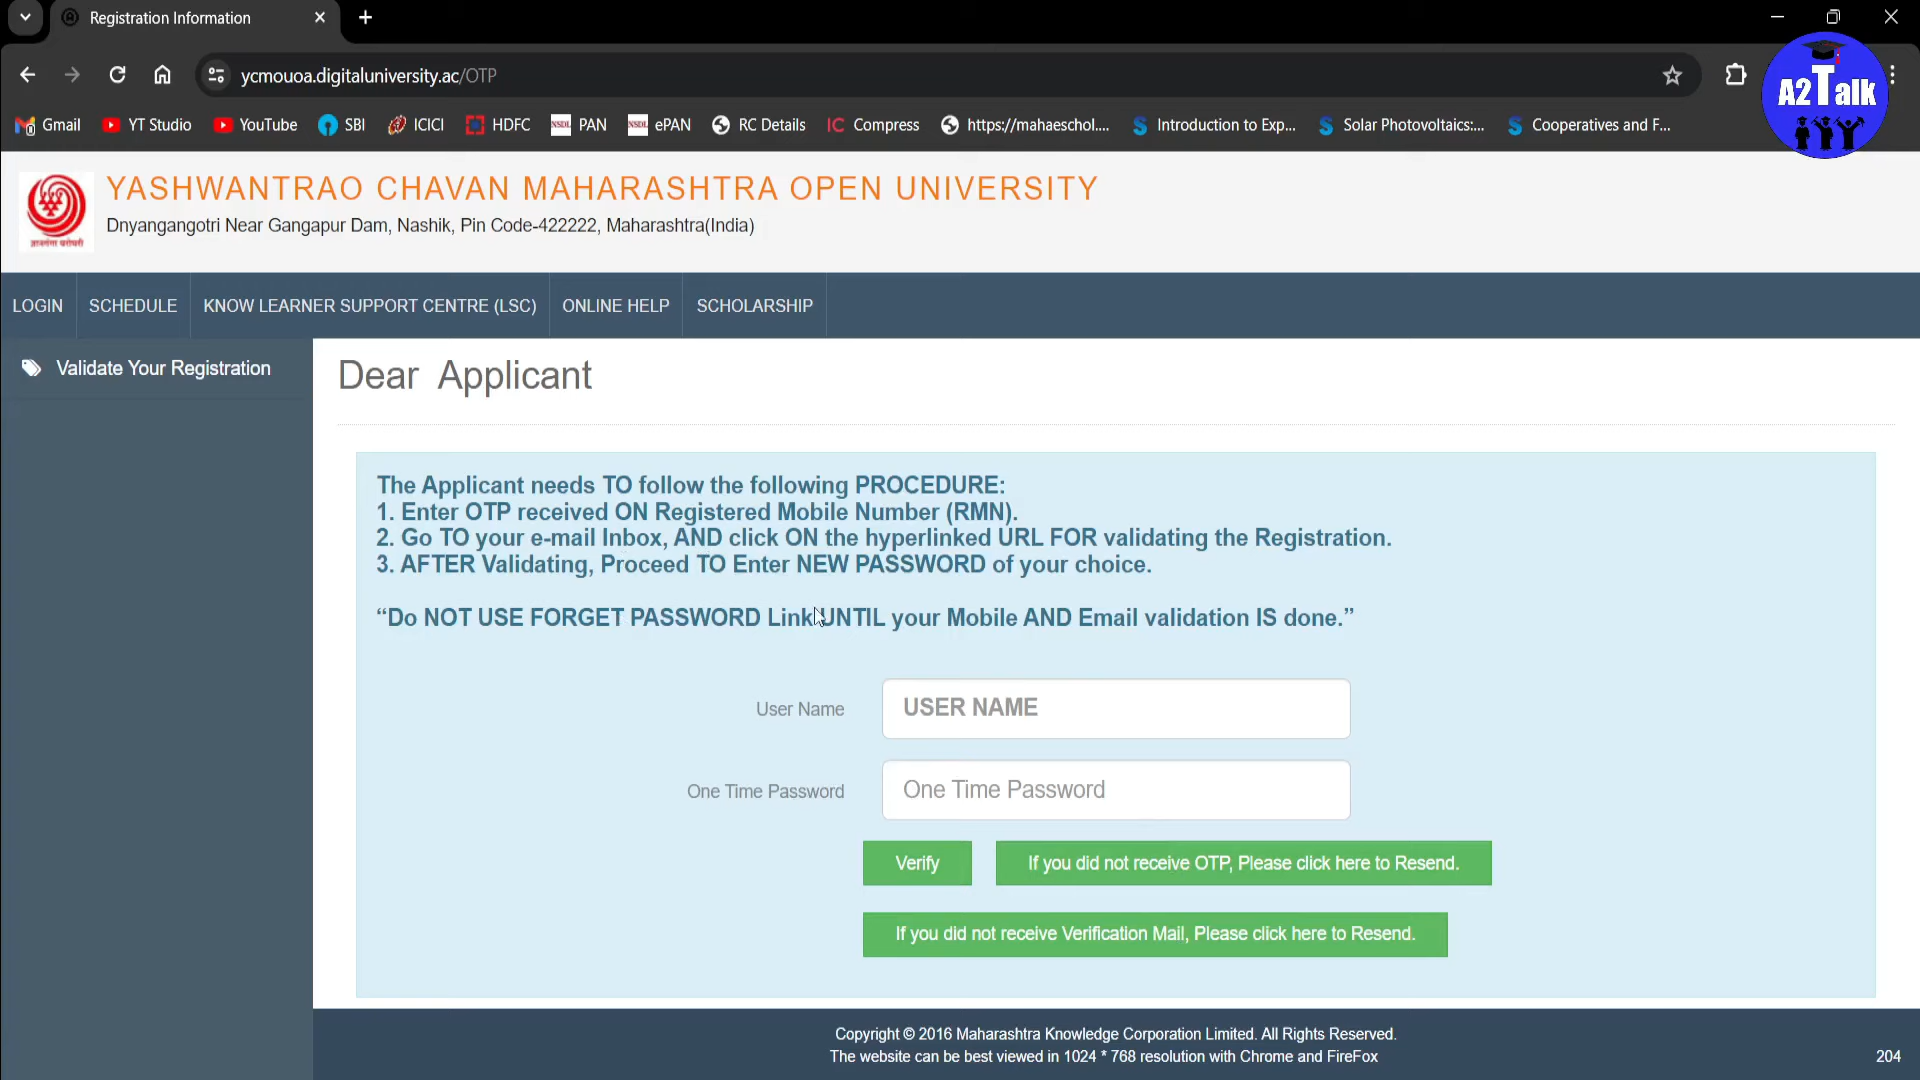 Registration Information
ycmouoa.digitaluniversity.ac/OTP
A2Talk
Gmail YT Studio YouTube SBI ICICI HDFC NSDL PAN NSDL ePAN RC Details IC Compress https://mahaeschol.... Introduction to Exp... Solar Photovoltaics:... Cooperatives and F...
YASHWANTRAO CHAVAN MAHARASHTRA OPEN UNIVERSITY
Dnyangangotri Near Gangapur Dam, Nashik, Pin Code-422222, Maharashtra(India)
LOGIN SCHEDULE KNOW LEARNER SUPPORT CENTRE (LSC) ONLINE HELP SCHOLARSHIP
Validate Your Registration
Dear Applicant
The Applicant needs TO follow the following PROCEDURE:
1. Enter OTP received ON Registered Mobile Number (RMN).
2. Go TO your e-mail Inbox, AND click ON the hyperlinked URL FOR validating the Registration.
3. AFTER Validating, Proceed TO Enter NEW PASSWORD of your choice.
“Do NOT USE FORGET PASSWORD Link UNTIL your Mobile AND Email validation IS done.”
User Name USER NAME
One Time Password One Time Password
Verify If you did not receive OTP, Please click here to Resend.
If you did not receive Verification Mail, Please click here to Resend.
Copyright © 2016 Maharashtra Knowledge Corporation Limited. All Rights Reserved.
The website can be best viewed in 1024 * 768 resolution with Chrome and FireFox
204